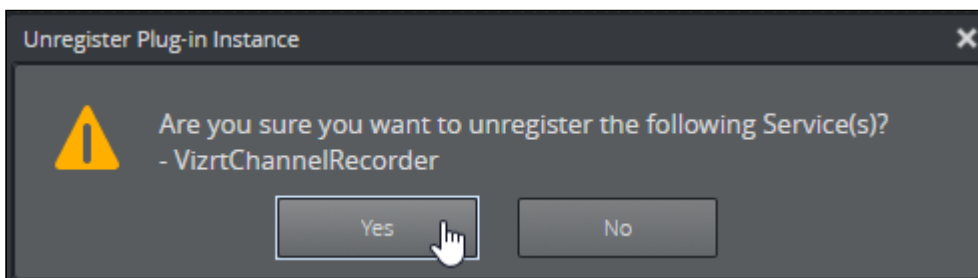 Unregister Plug-in Instance
Are you sure you want to unregister the following Service(s)?
- VizrtChannelRecorder
Yes
No